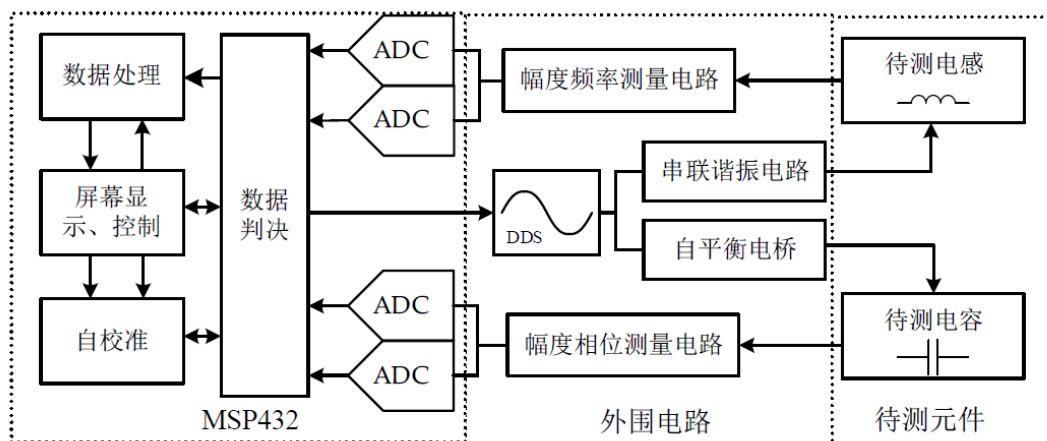 数据处理
屏幕显
示、控制
自校准
数据
判决
ADC
ADC
ADC
ADC
MSP432
幅度频率测量电路
DDS
串联谐振电路
自平衡电桥
幅度相位测量电路
外围电路
待测电感
待测电容
待测元件